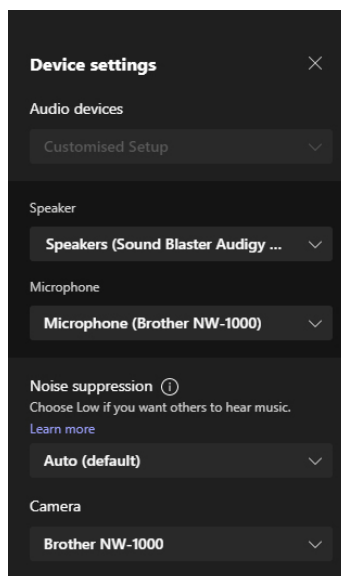 Device settings
Audio devices
Customised Setup
Speaker
Speakers (Sound Blaster Audigy ...
Microphone
Microphone (Brother NW-1000)
Noise suppression
Choose Low if you want others to hear music.
Learn more
Auto (default)
Camera
Brother NW-1000